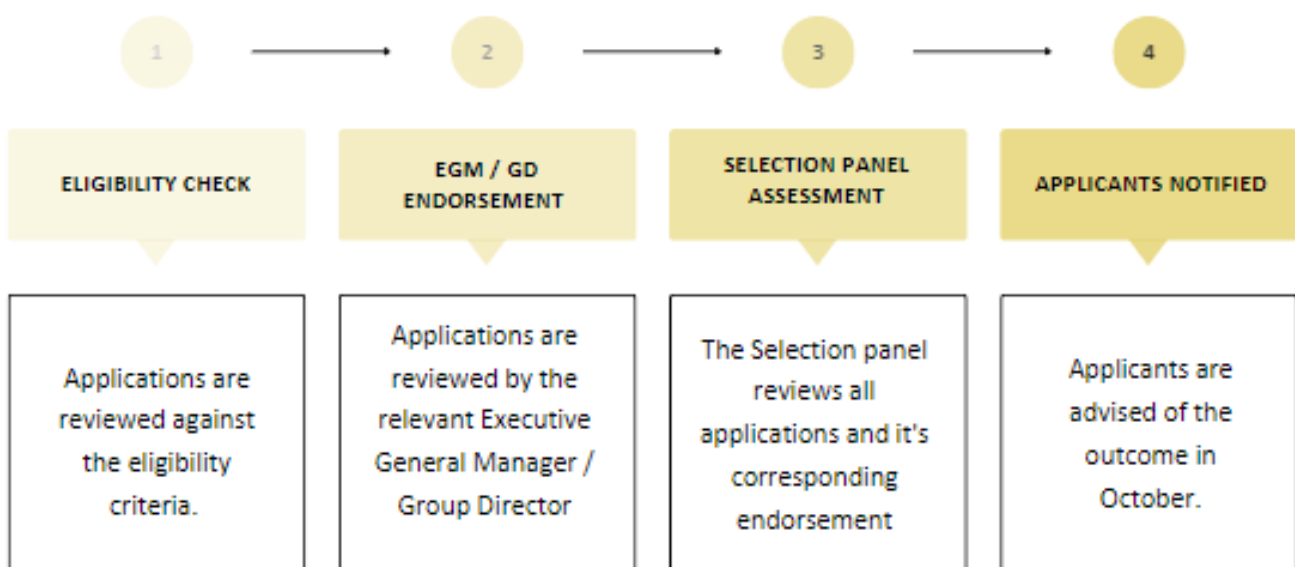 1
2
3
4
ELIGIBILITY CHECK
EGM / GD
ENDORSEMENT
SELECTION PANEL
ASSESSMENT
APPLICANTS NOTIFIED
Applications are
reviewed against
the eligibility
criteria.
Applications are
reviewed by the
relevant Executive
General Manager /
Group Director
The Selection panel
reviews all
applications and it's
corresponding
endorsement
Applicants are
advised of the
outcome in
October.